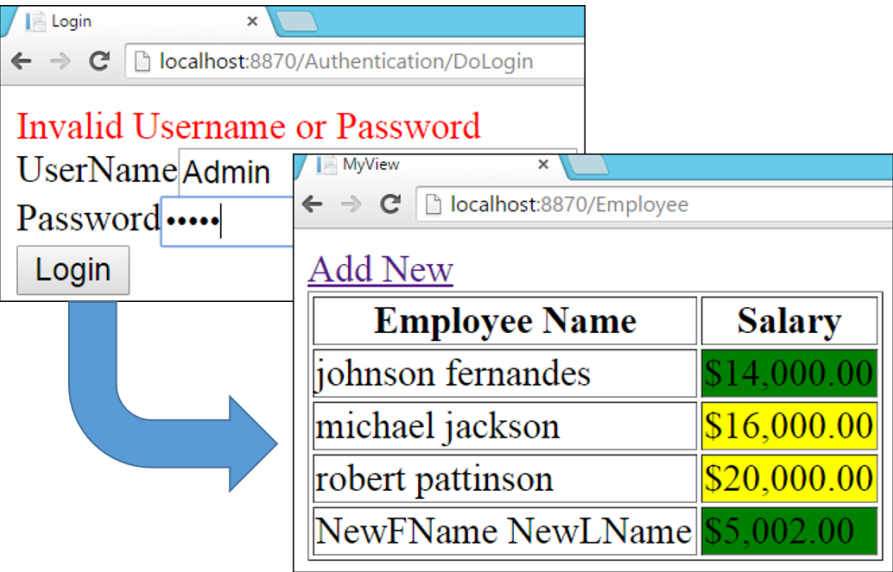 Login
localhost:8870/Authentication/DoLogin
Invalid Username or Password
UserName Admin
Password •••••
Login
MyView
localhost:8870/Employee
Add New
Employee Name Salary
johnson fernandes $14,000.00
michael jackson $16,000.00
robert pattinson $20,000.00
NewFName NewLName $5,002.00